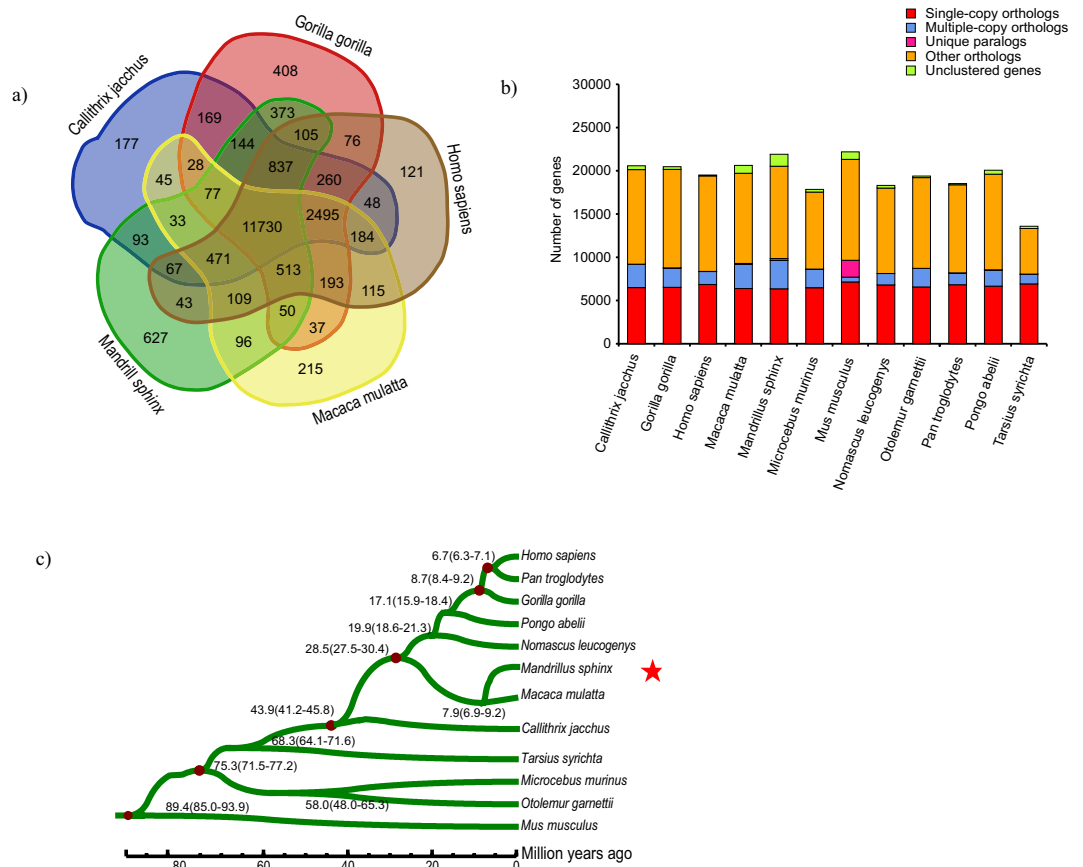 a)
Gorilla gorilla
Callithrix jacchus
Homo sapiens
Mandrill sphinx
Macaca mulatta
408
177
169
373
144
105
76
121
28
837
260
45
77
48
33
2495
11730
184
93
471
67
513
193
43
109
115
50
627
96
37
215
b)
Single-copy orthologs
Multiple-copy orthologs
Unique paralogs
Other orthologs
Unclustered genes
Number of genes
30000
25000
20000
15000
10000
5000
0
Callithrix jacchus
Gorilla gorilla
Homo sapiens
Macaca mulatta
Mandrillus sphinx
Microcebus murinus
Mus musculus
Nomascus leucogenys
Otolemur garnettii
Pan troglodytes
Pongo abelii
Tarsius syrichta
c)
6.7(6.3-7.1)
Homo sapiens
8.7(8.4-9.2)
Pan troglodytes
17.1(15.9-18.4)
Gorilla gorilla
Pongo abelii
19.9(18.6-21.3)
Nomascus leucogenys
28.5(27.5-30.4)
Mandrillus sphinx
Macaca mulatta
7.9(6.9-9.2)
43.9(41.2-45.8)
Callithrix jacchus
68.3(64.1-71.6)
Tarsius syrichta
75.3(71.5-77.2)
Microcebus murinus
58.0(48.0-65.3)
Otolemur garnettii
89.4(85.0-93.9)
Mus musculus
Million years ago
80
60
40
20
0